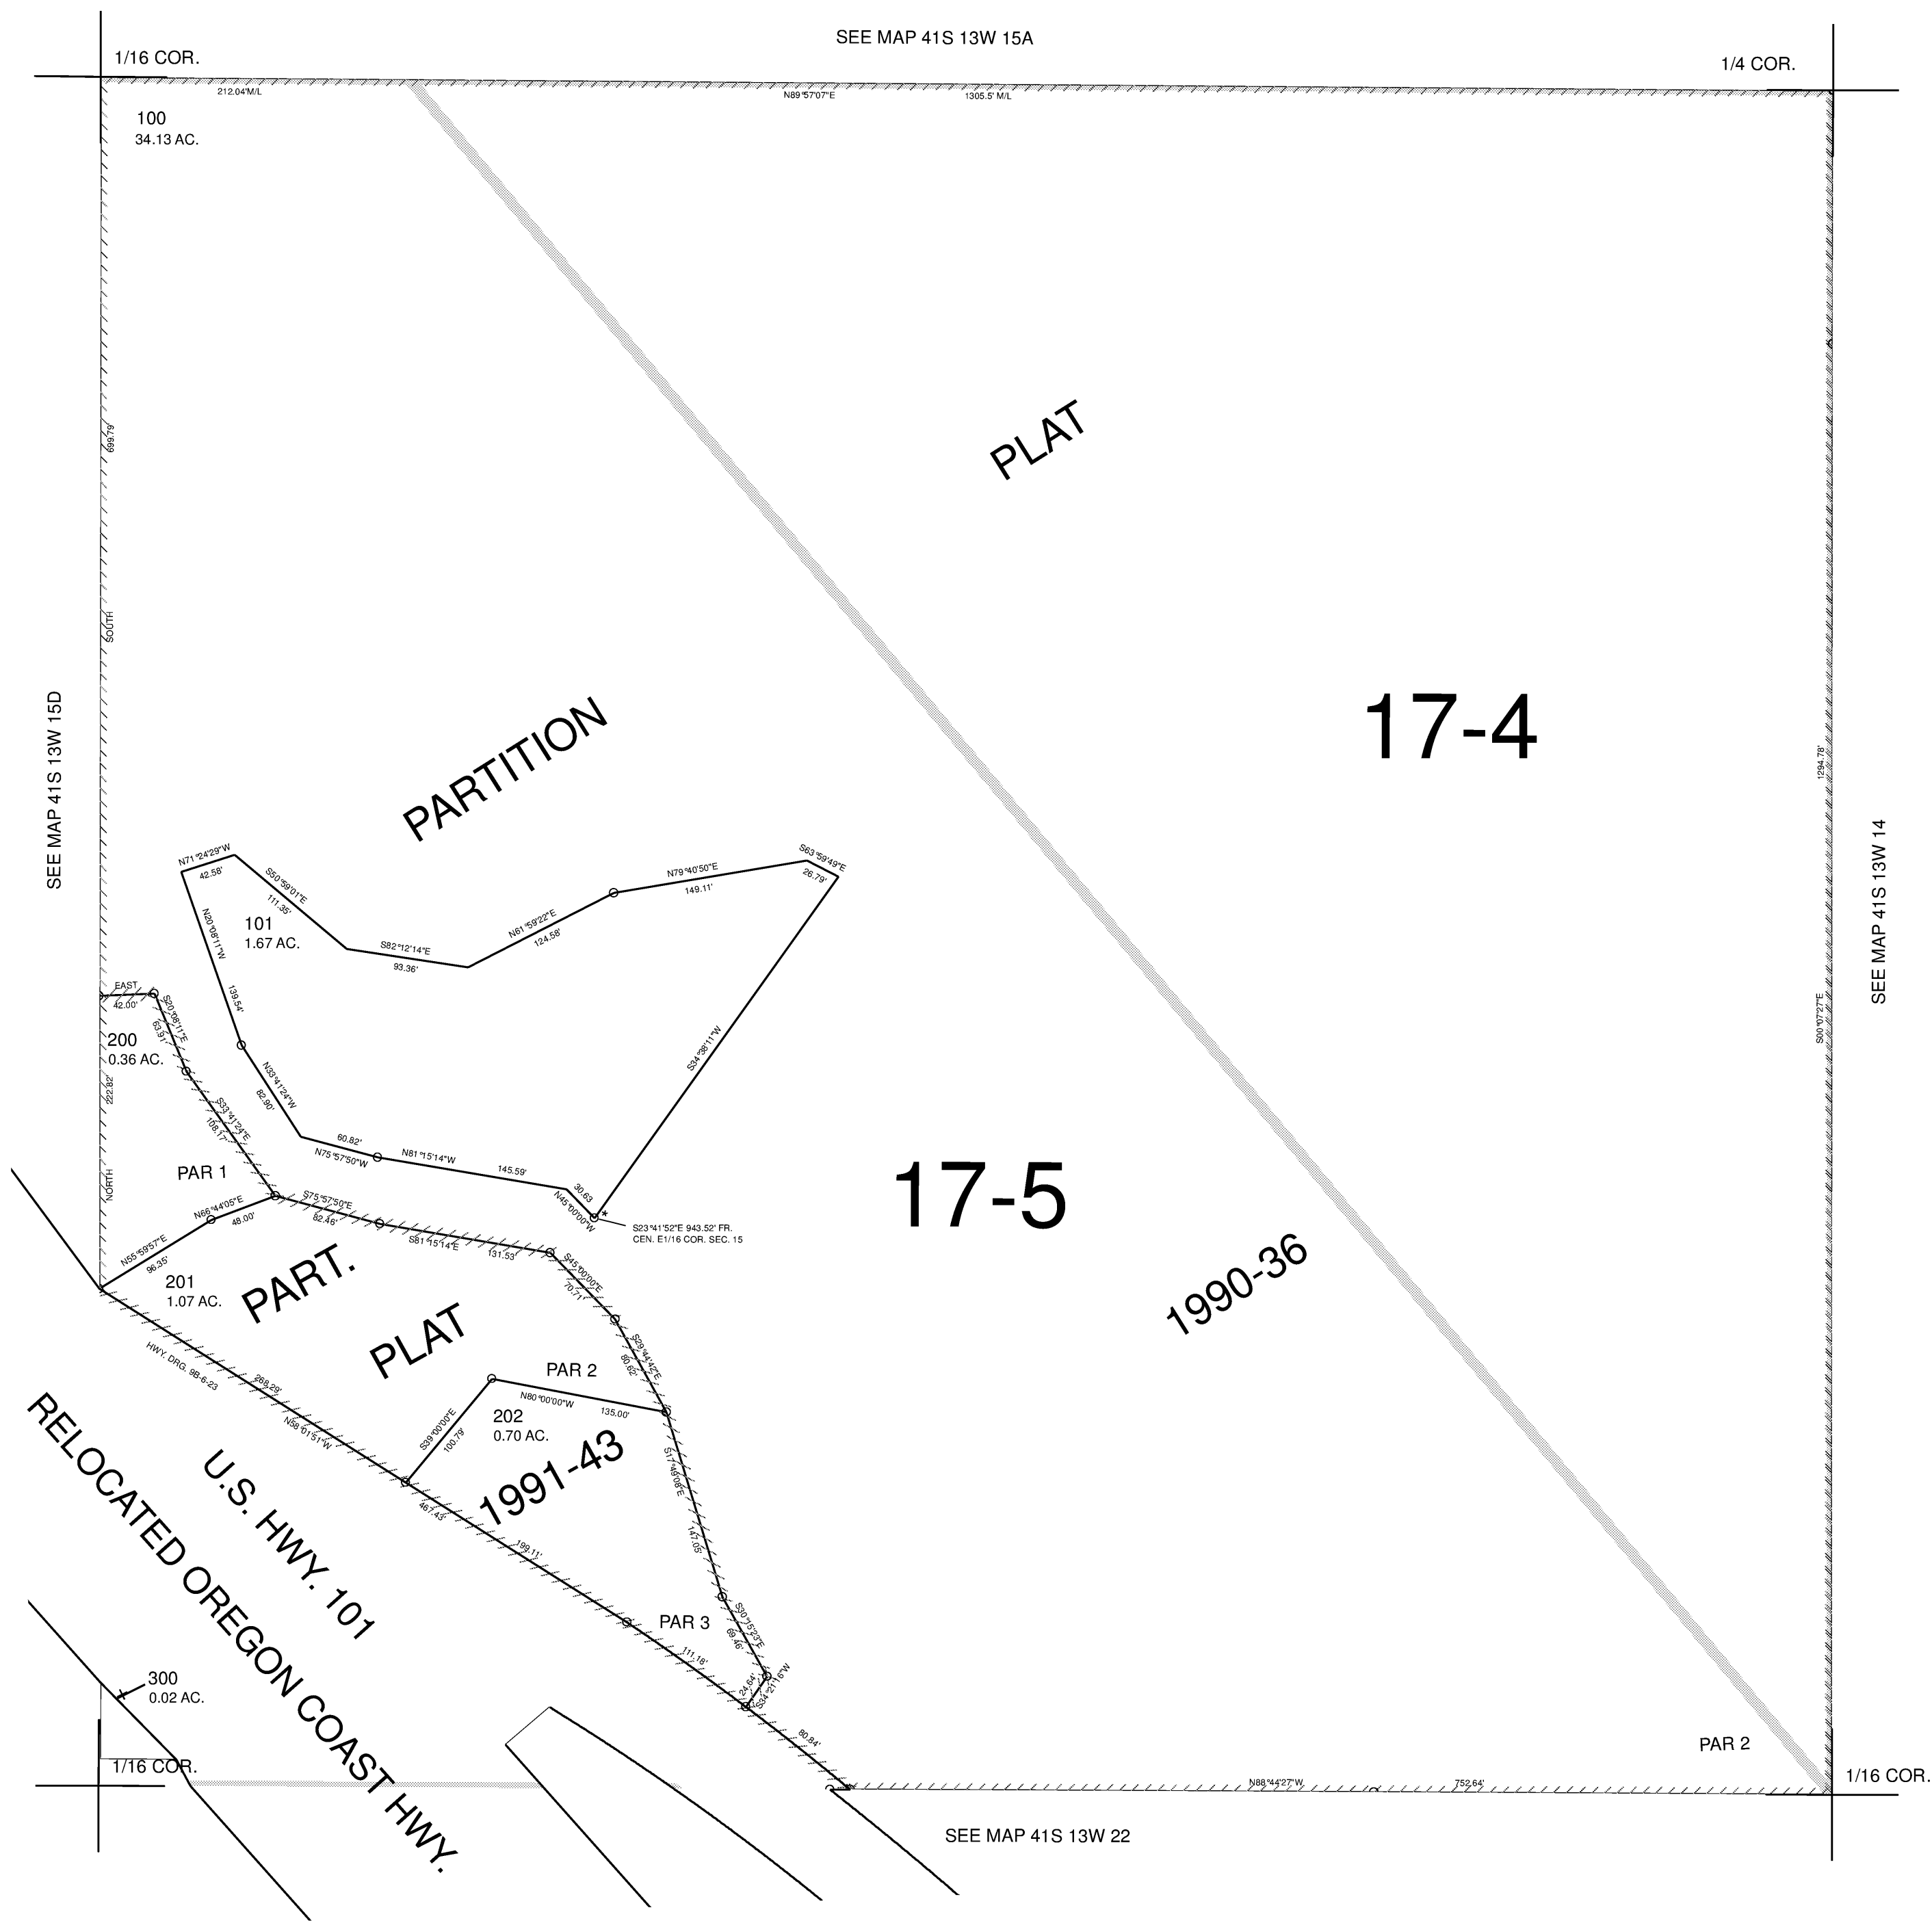 SEE MAP 41S 13W 15A
1/16 COR.
1/4 COR.
212.04'M/L
N89°57'07"E
1305.5' M/L
100
34.13 AC.
PLAT
699.79'
SOUTH
SEE MAP 41S 13W 15D
17-4
PARTITION
1294.78'
S00°07'27"E
SEE MAP 41S 13W 14
N71°24'29"W
42.58'
S50°59'01"E
111.35'
S82°12'14"E
93.36'
N61°59'22"E
124.58'
N79°40'50"E
149.11'
S63°59'49"E
26.79'
101
1.67 AC.
N20°08'11"W
139.54'
S34°38'11"W
EAST
42.00'
S20°08'11"E
63.91'
200
0.36 AC.
222.82'
N33°41'24"W
82.90'
S33°41'24"E
108.17'
60.82'
N75°57'50"W
N81°15'14"W
145.59'
30.63
N45°00'00"W
*
S23°41'52"E 943.52' FR.
CEN. E1/16 COR. SEC. 15
17-5
1990-36
PAR 1
NORTH
N66°44'05"E
48.00'
N55°59'57"E
96.35'
S75°57'50"E
82.46'
S81°15'14"E
131.53'
S45°00'00"E
70.71'
201
1.07 AC.
PART.
PLAT
S29°44'42"E
80.62'
PAR 2
HWY. DRG. 9B-6-23
268.29'
N58°01'51"W
N80°00'00"W
135.00'
202
0.70 AC.
S39°00'00"E
100.79'
1991-43
S17°49'08"E
147.05'
467.43'
199.11'
PAR 3
S30°15'23"E
69.46'
111.18'
24.64'
S34°21'16"W
80.84'
RELOCATED OREGON COAST HWY.
U.S. HWY. 101
300
0.02 AC.
1/16 COR.
PAR 2
N88°44'27"W
752.64'
1/16 COR.
SEE MAP 41S 13W 22